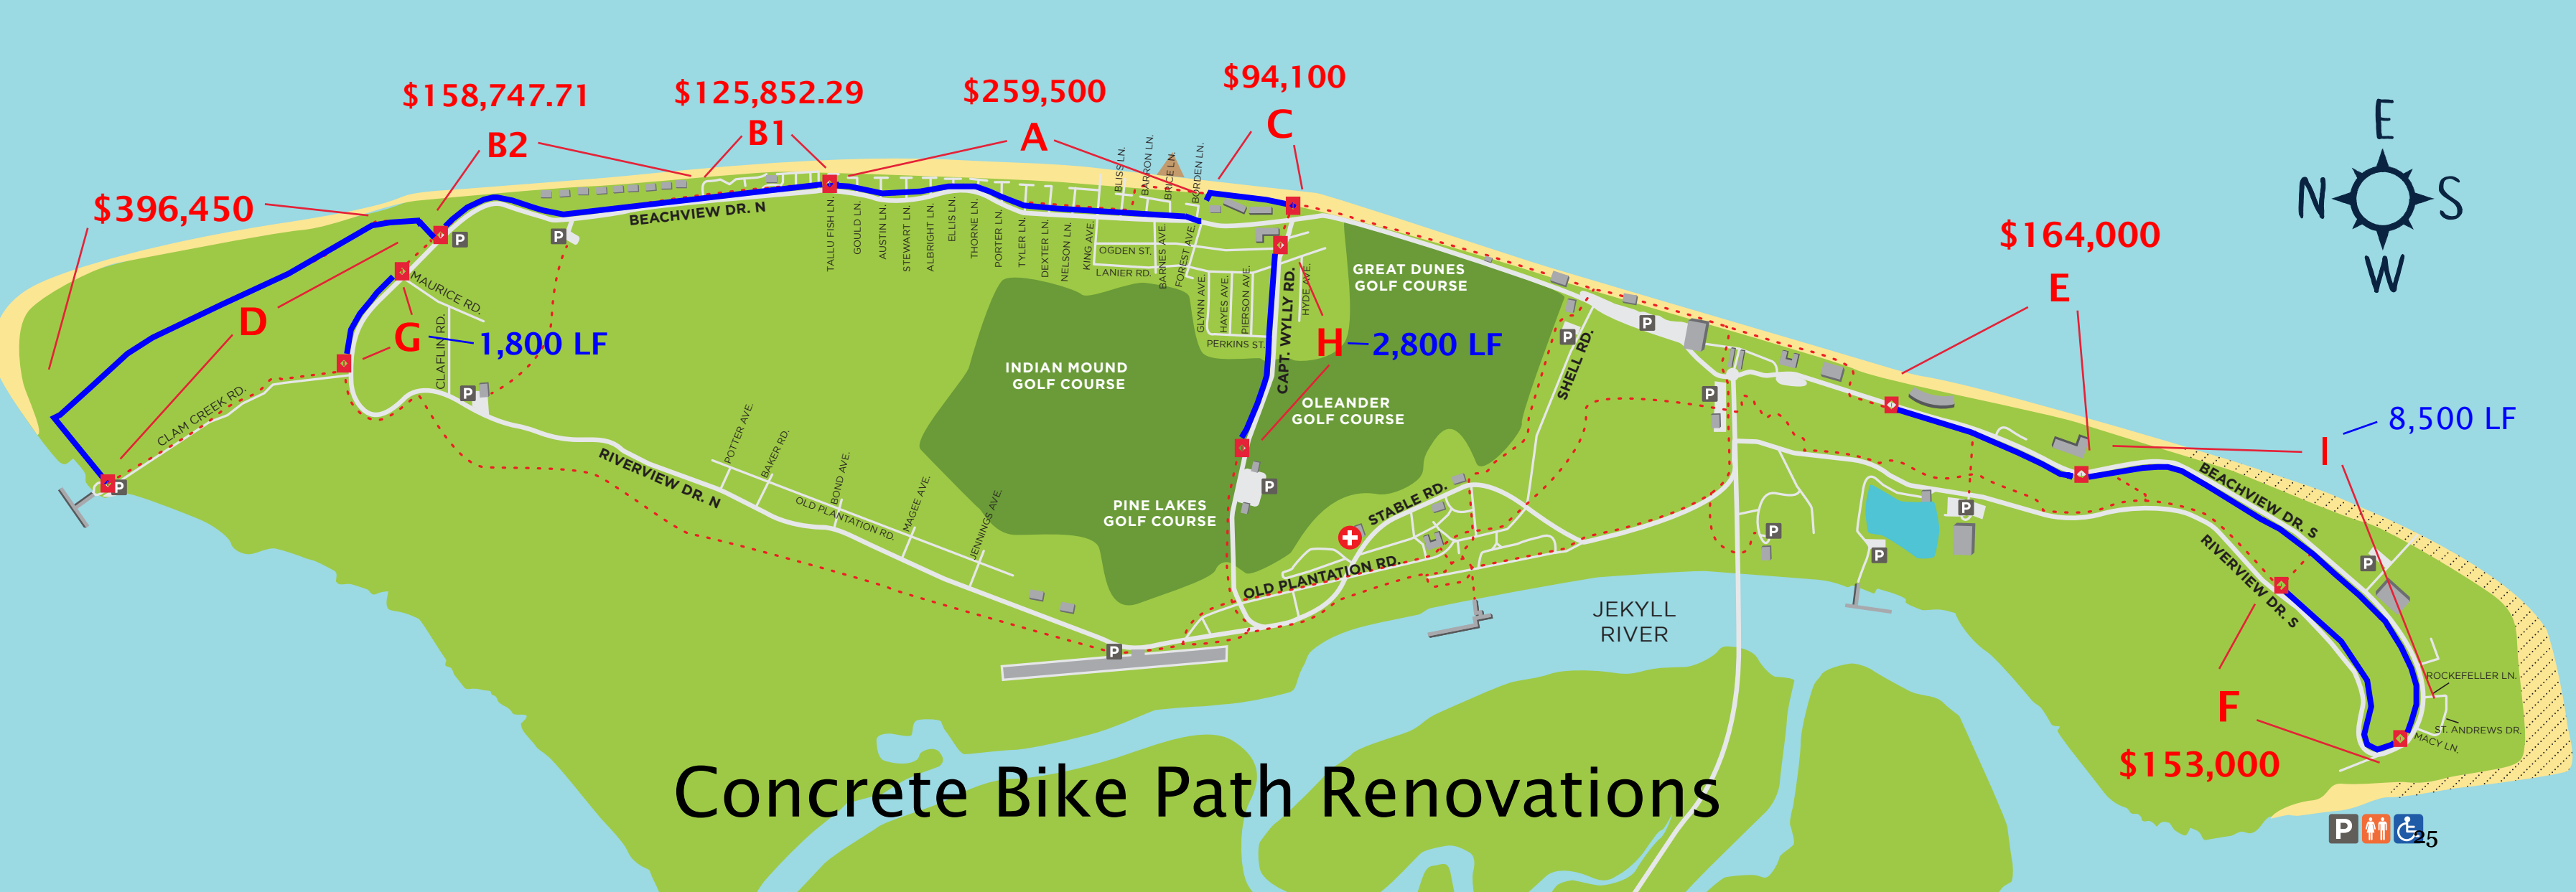 $94,100
C
$259,500
A
$125,852.29
B1
$158,747.71
B2
$396,450
D
G
1,800 LF
H
2,800 LF
$164,000
E
I
8,500 LF
F
$153,000
E
N
S
W
BEACHVIEW DR. N
TALLU FISH LN.
GOULD LN.
AUSTIN LN.
STEWART LN.
ALBRIGHT LN.
ELLIS LN.
THORNE LN.
PORTER LN.
TYLER LN.
DEXTER LN.
NELSON LN.
KING AVE.
BLISS LN.
BARRON LN.
BRICE LN.
BORDEN LN.
OGDEN ST.
LANIER RD.
BARNES AVE.
FOREST AVE.
GLYNN AVE.
HAYES AVE.
PIERSON AVE.
PERKINS ST.
CAPT. WYLLY RD.
HYDE AVE.
GREAT DUNES
GOLF COURSE
INDIAN MOUND
GOLF COURSE
OLEANDER
GOLF COURSE
PINE LAKES
GOLF COURSE
SHELL RD.
STABLE RD.
OLD PLANTATION RD.
MAURICE RD.
CLAFLIN RD.
CLAM CREEK RD.
RIVERVIEW DR. N
POTTER AVE.
BAKER RD.
BOND AVE.
OLD PLANTATION RD.
MAGEE AVE.
JENNINGS AVE.
JEKYLL
RIVER
BEACHVIEW DR. S
RIVERVIEW DR. S
ROCKEFELLER LN.
ST. ANDREWS DR.
MACY LN.
P
P
P
P
P
P
P
P
P
P
P
P
P
Concrete Bike Path Renovations
P
25